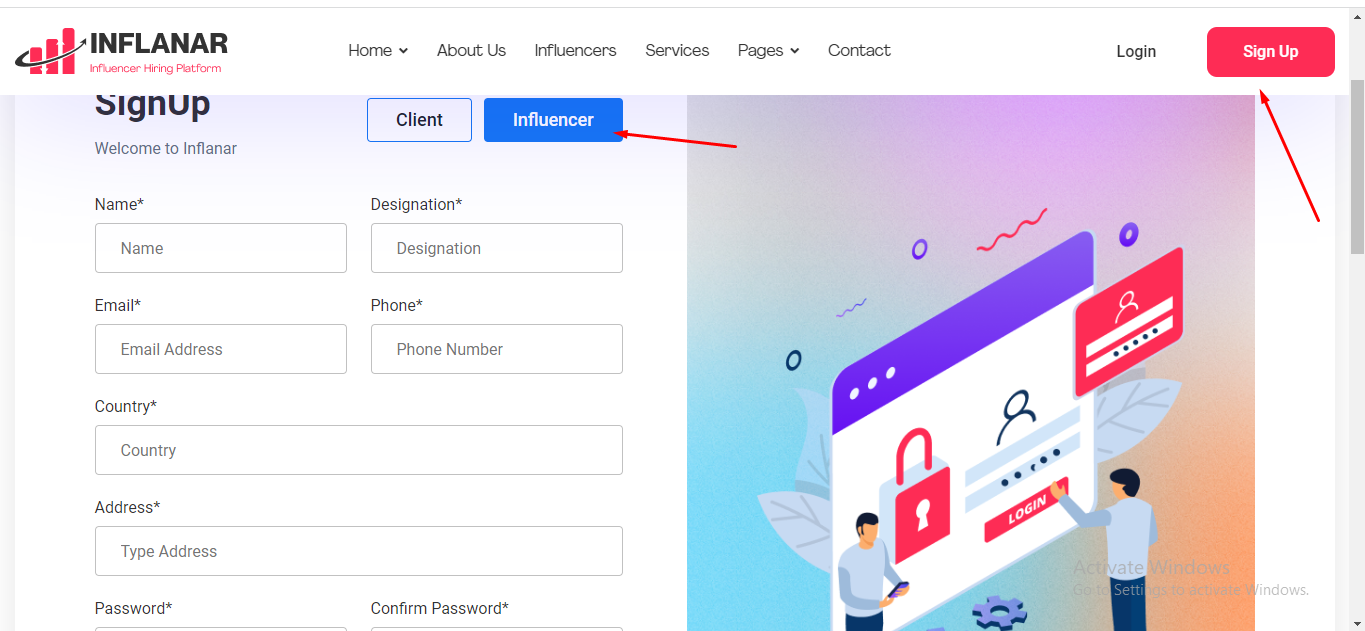 INFLANAR
Influencer Hiring Platform
Home About Us Influencers Services Pages Contact Login Sign Up
SignUp
Client Influencer
Welcome to Inflanar
Name* Designation*
Name Designation
Email* Phone*
Email Address Phone Number
Country*
Country
Address*
Type Address
Password* Confirm Password*
LOGIN
Activate Windows
Go to Settings to activate Windows.